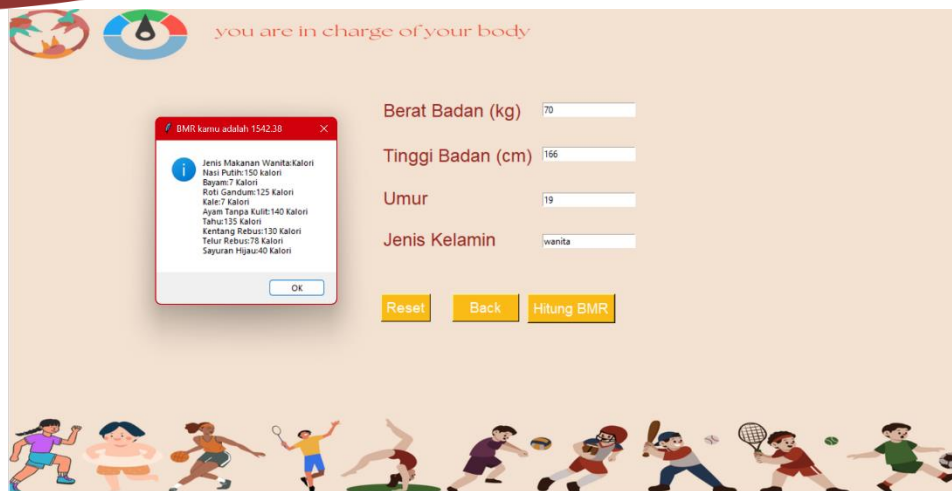 you are in charge of your body
BMR kamu adalah 1542.38
Jenis Makanan Wanita:Kalori
Nasi Putih:150 kalori
Bayam:7 Kalori
Roti Gandum:125 Kalori
Kale:7 Kalori
Ayam Tanpa Kulit:140 Kalori
Tahu:135 Kalori
Kentang Rebus:130 Kalori
Telur Rebus:78 Kalori
Sayuran Hijau:40 Kalori
OK
Berat Badan (kg) 70
Tinggi Badan (cm) 166
Umur 19
Jenis Kelamin wanita
Reset Back Hitung BMR